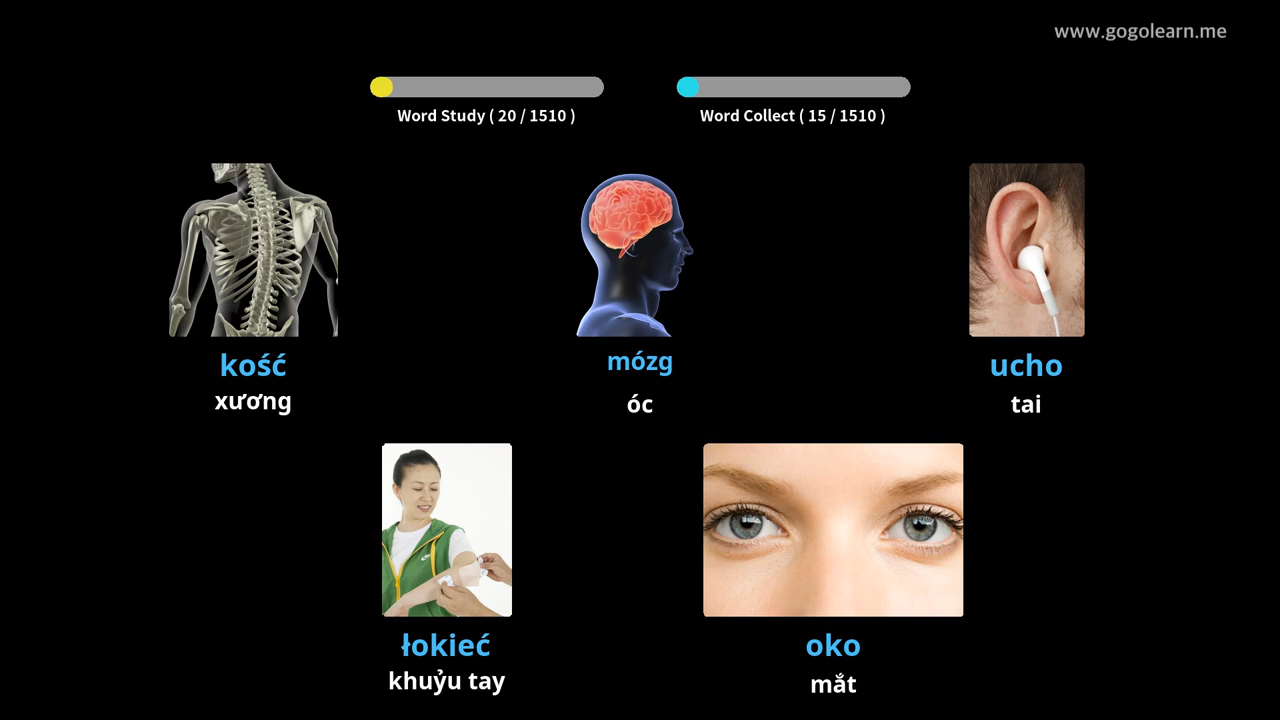 www.gogolearn.me
Word Study ( 20 / 1510 )
Word Collect ( 15 / 1510 )
kość
xương
mózg
óc
ucho
tai
łokieć
khuỷu tay
oko
mắt